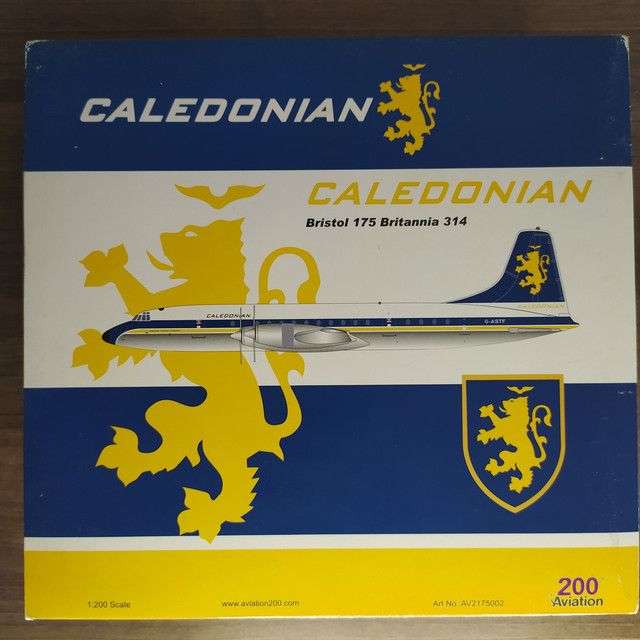 CALEDONIAN
CALEDONIAN
Bristol 175 Britannia 314
CALEDONIAN
CALEDONIAN
G-ASTF
1:200 Scale
www.aviation200.com
Art No: AV2175002
200
Aviation